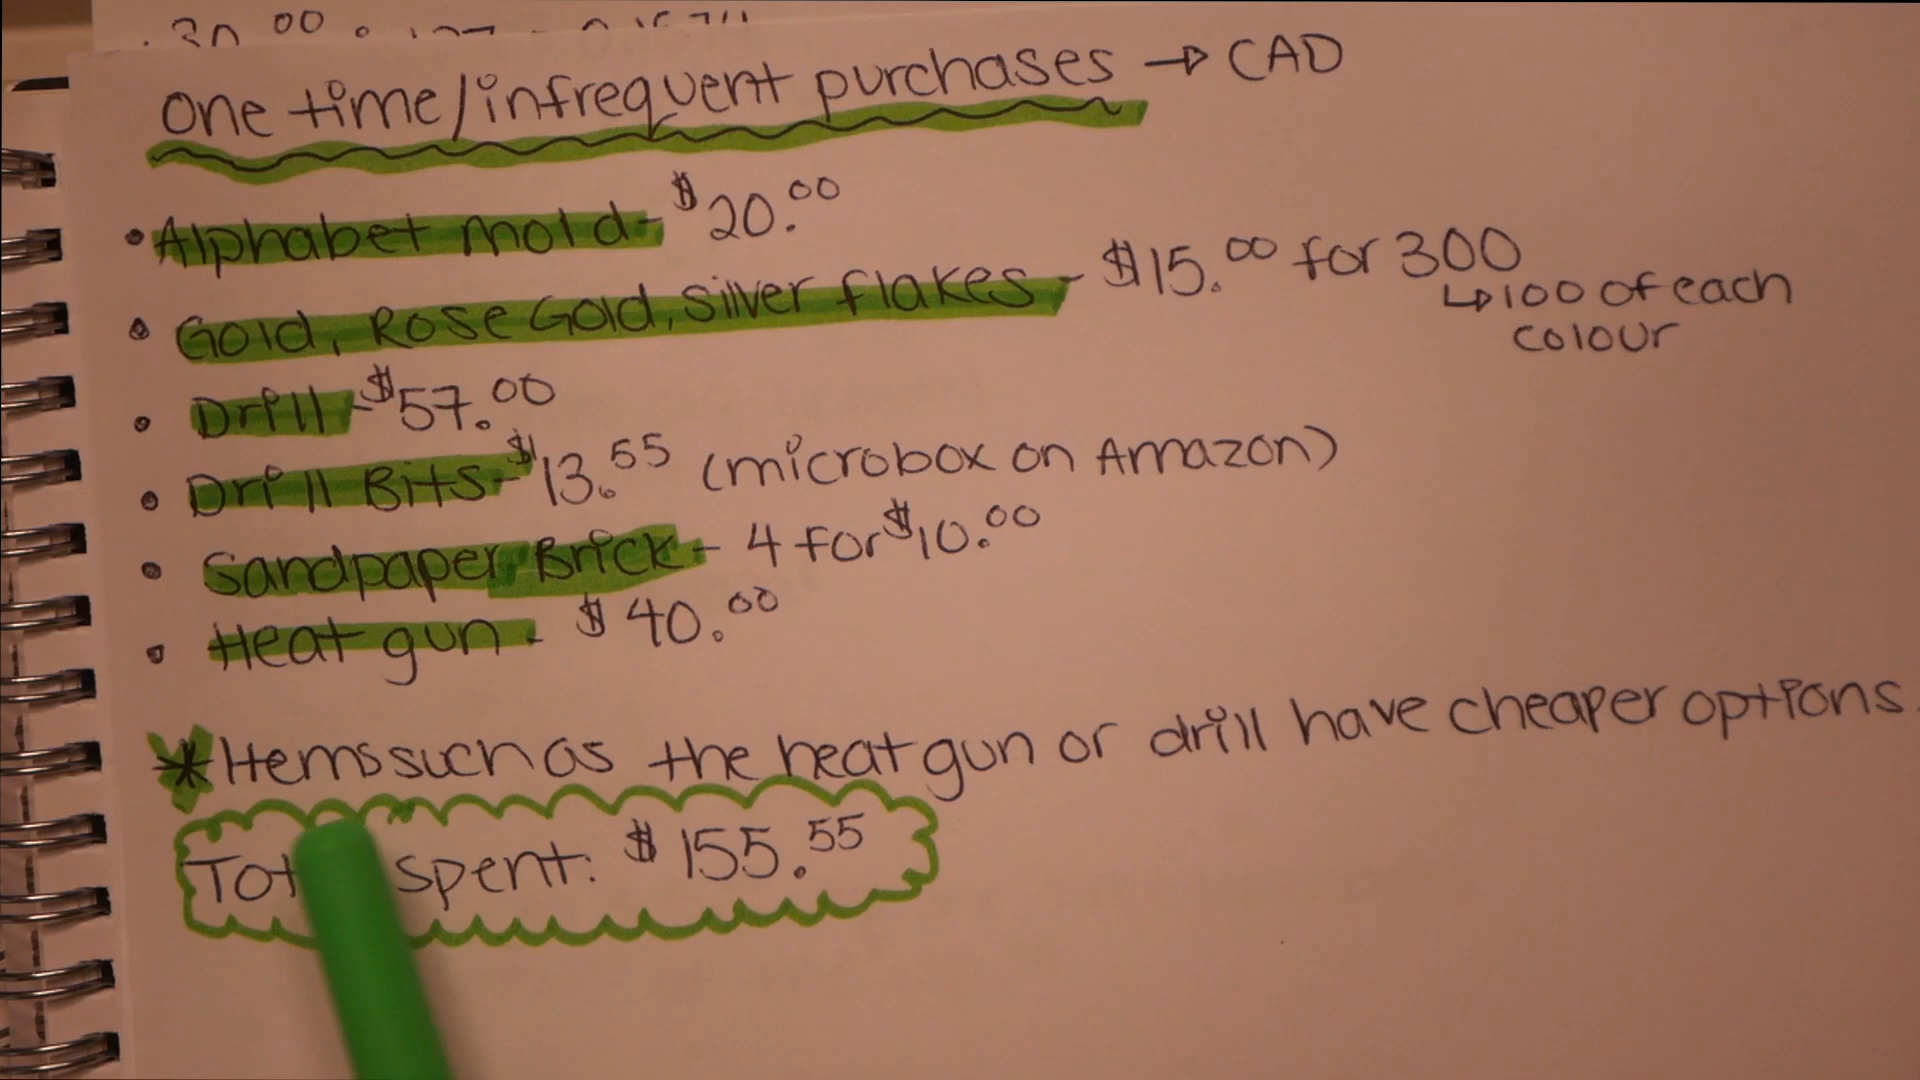 One time/infrequent purchases → CAD
• Alphabet mold - $20.00
• Gold, Rose Gold, Silver flakes - $15.00 for 300
↳ 100 of each
colour
• Drill - $57.00
• Drill Bits - $13.55 (microbox on Amazon)
• Sandpaper Brick - 4 for $10.00
• Heat gun - $40.00
* Items such as the heat gun or drill have cheaper options.
spent: $155.55